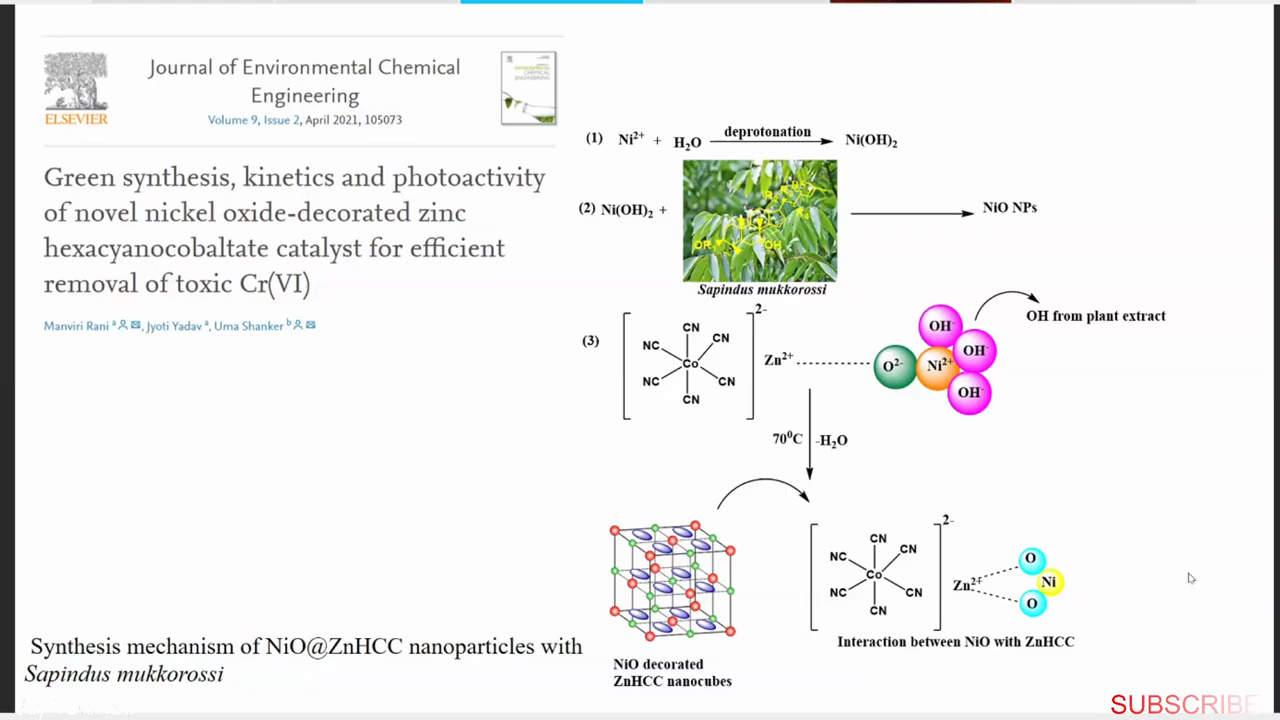 Journal of Environmental Chemical
Engineering
ELSEVIER
Volume 9, Issue 2, April 2021, 105073
Green synthesis, kinetics and photoactivity
of novel nickel oxide-decorated zinc
hexacyanocobaltate catalyst for efficient
removal of toxic Cr(VI)
Manviri Rani ᵃ, Jyoti Yadav ᵃ, Uma Shanker ᵇ
(1) Ni²⁺ + H₂O deprotonation Ni(OH)₂
(2) Ni(OH)₂ + NiO NPs
OR
OH
Sapindus mukkorossi
(3)
2-
CN
NC CN
Co
NC CN
CN
Zn²⁺
O²⁻ Ni²⁺
OH⁻
OH⁻
OH⁻
OH from plant extract
70⁰C -H₂O
2-
CN
NC CN
Co
NC CN
CN
Zn²⁺
O
Ni
O
Interaction between NiO with ZnHCC
NiO decorated
ZnHCC nanocubes
Synthesis mechanism of NiO@ZnHCC nanoparticles with
Sapindus mukkorossi
SUBSCRIBE